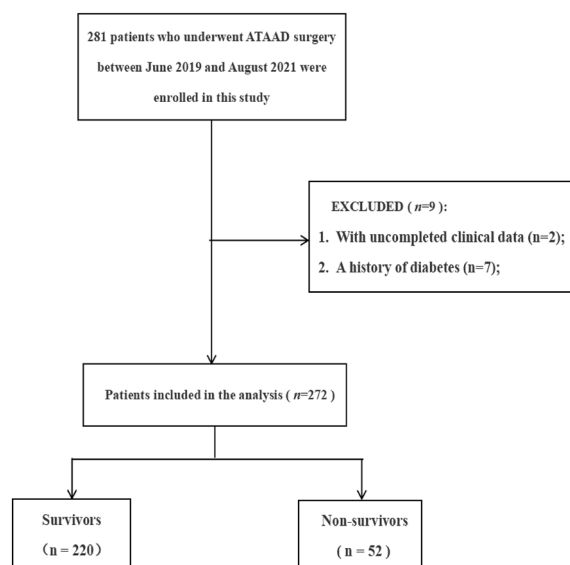 281 patients who underwent ATAAD surgery
between June 2019 and August 2021 were
enrolled in this study
EXCLUDED ( n=9 ):
1. With uncompleted clinical data (n=2);
2. A history of diabetes (n=7);
Patients included in the analysis ( n=272 )
Survivors
（n = 220）
Non-survivors
( n = 52 )